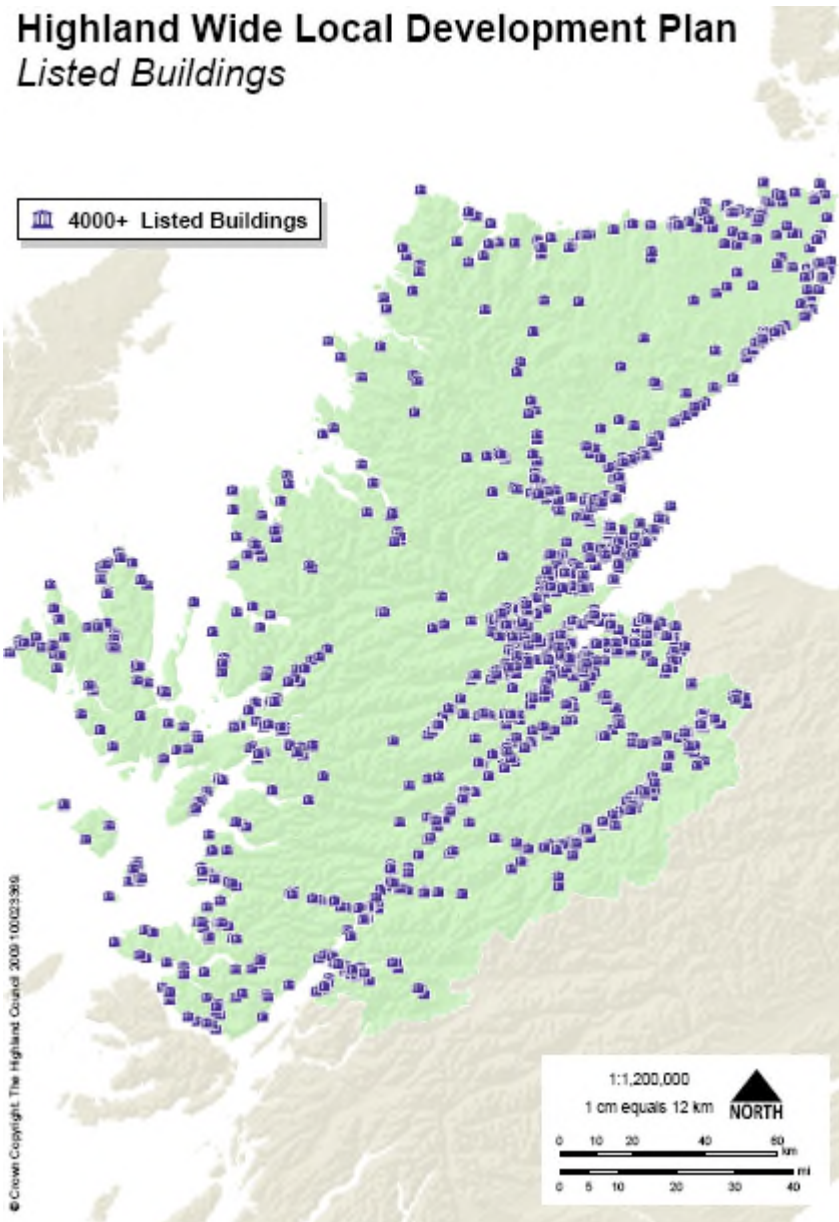 Highland Wide Local Development Plan
Listed Buildings
4000+ Listed Buildings
1:1,200,000
1 cm equals 12 km
NORTH
0 10 20 40 60
km
mi
0 5 10 20 30 40
© Crown Copyright. The Highland Council 2009 100023369.